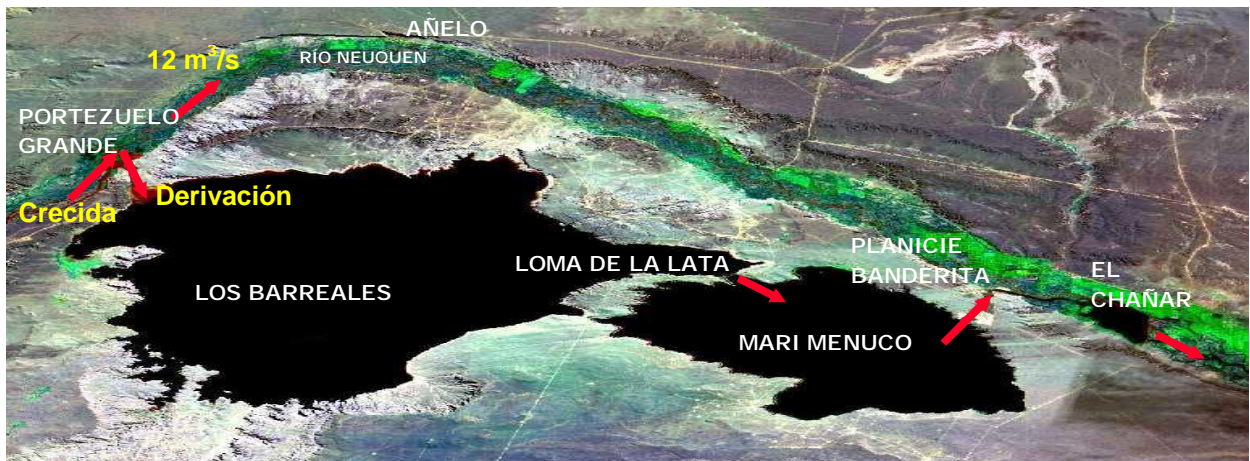 AÑELO
RÍO NEUQUEN
12 m³/s
PORTEZUELO
GRANDE
Derivación
Crecida
LOMA DE LA LATA
PLANICIE
BANDERITA
EL
CHAÑAR
LOS BARREALES
MARI MENUCO